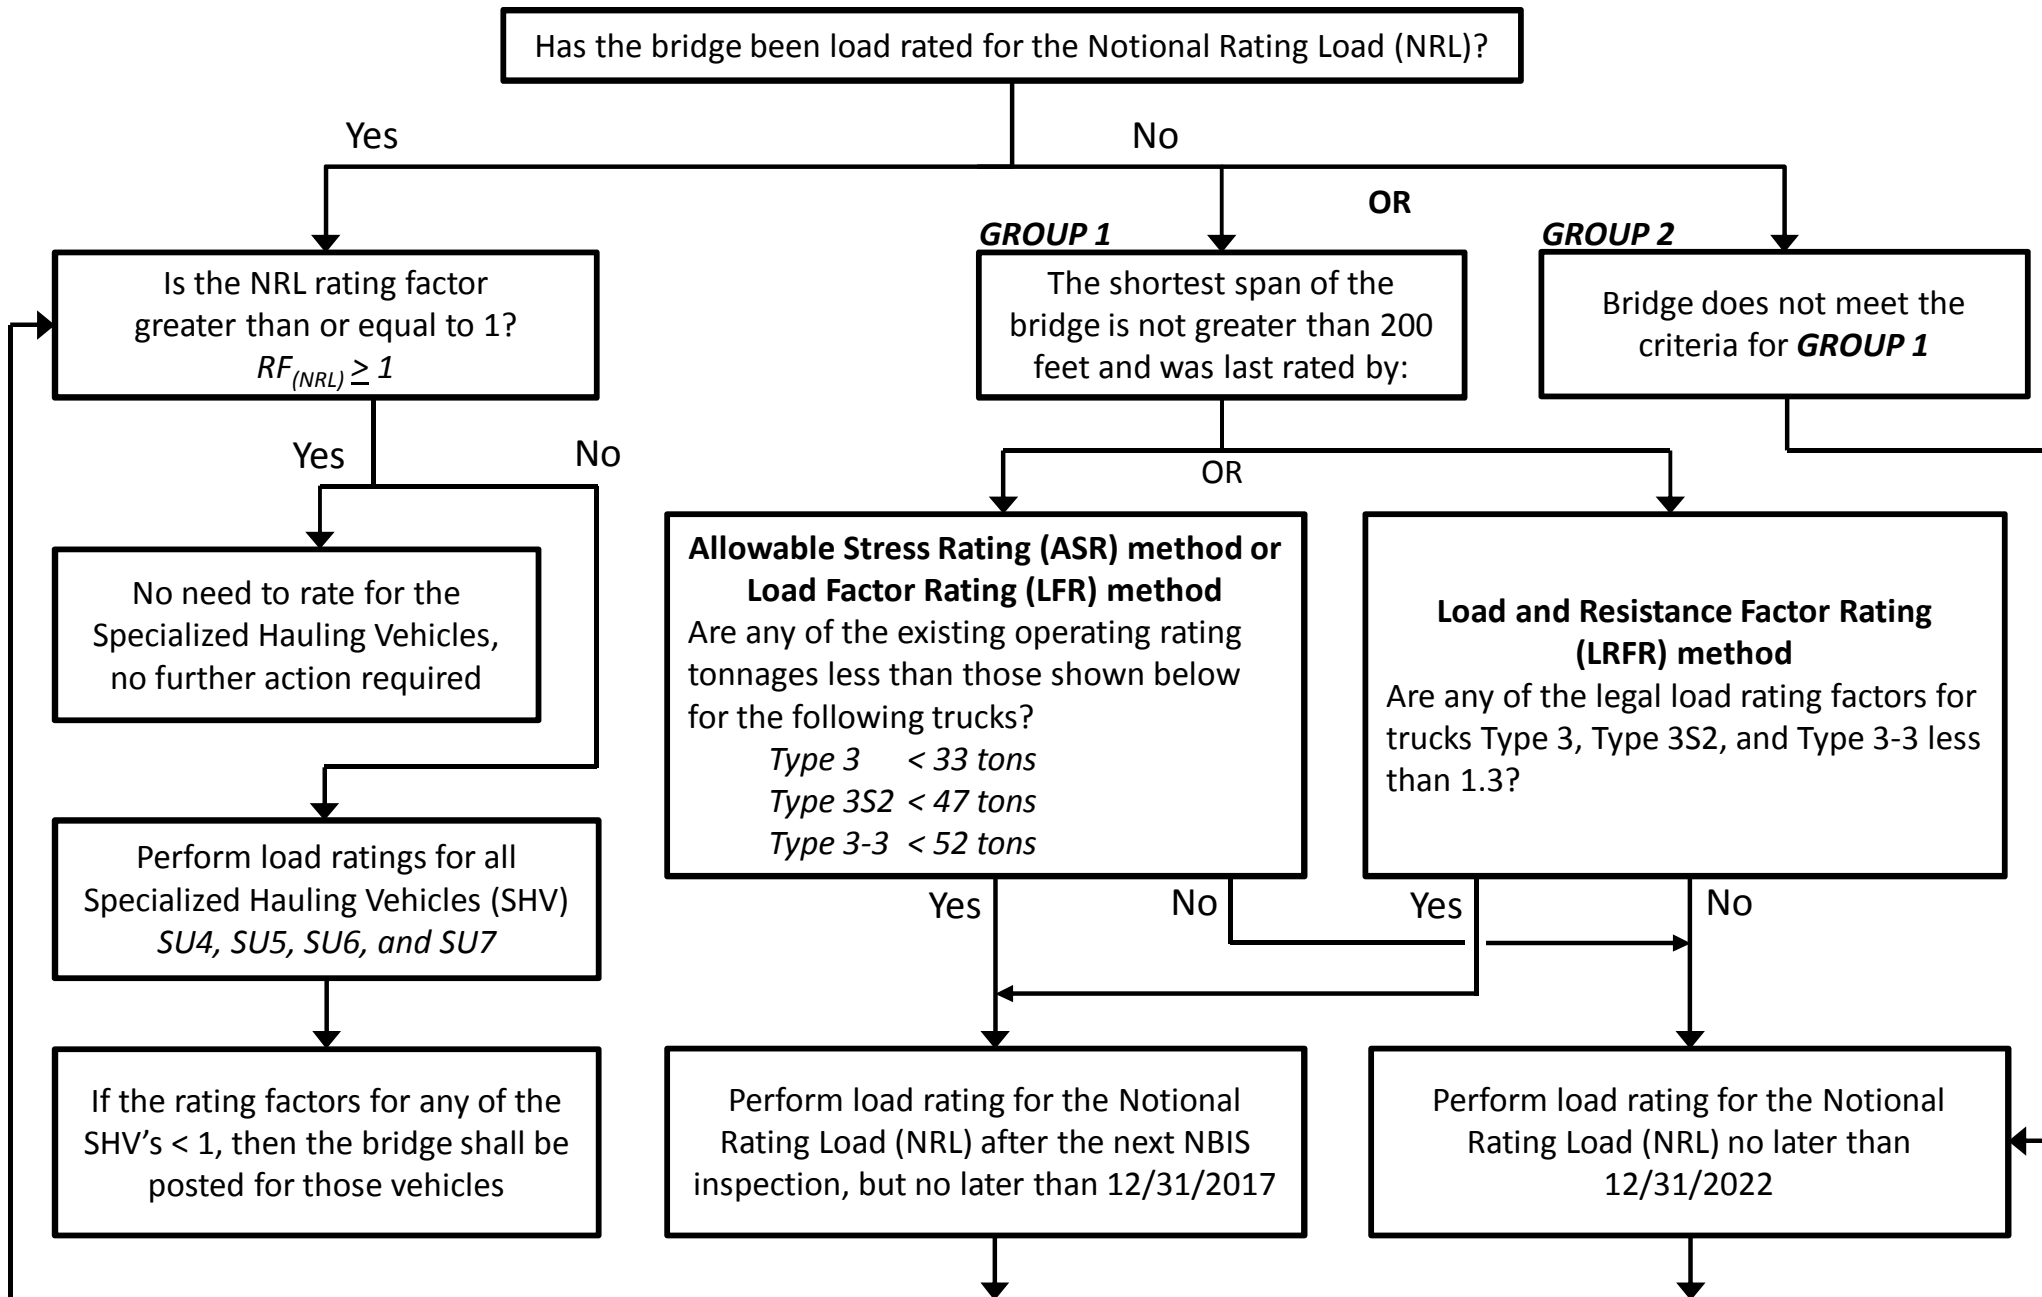 Has the bridge been load rated for the Notional Rating Load (NRL)?
Yes
No
OR
GROUP 1
GROUP 2
Is the NRL rating factor
greater than or equal to 1?
RF(NRL) ≥ 1
The shortest span of the
bridge is not greater than 200
feet and was last rated by:
Bridge does not meet the
criteria for GROUP 1
Yes
No
OR
No need to rate for the
Specialized Hauling Vehicles,
no further action required
Allowable Stress Rating (ASR) method or
Load Factor Rating (LFR) method
Are any of the existing operating rating
tonnages less than those shown below
for the following trucks?
Type 3 < 33 tons
Type 3S2 < 47 tons
Type 3-3 < 52 tons
Load and Resistance Factor Rating
(LRFR) method
Are any of the legal load rating factors for
trucks Type 3, Type 3S2, and Type 3-3 less
than 1.3?
Perform load ratings for all
Specialized Hauling Vehicles (SHV)
SU4, SU5, SU6, and SU7
Yes
No
Yes
No
If the rating factors for any of the
SHV's < 1, then the bridge shall be
posted for those vehicles
Perform load rating for the Notional
Rating Load (NRL) after the next NBIS
inspection, but no later than 12/31/2017
Perform load rating for the Notional
Rating Load (NRL) no later than
12/31/2022